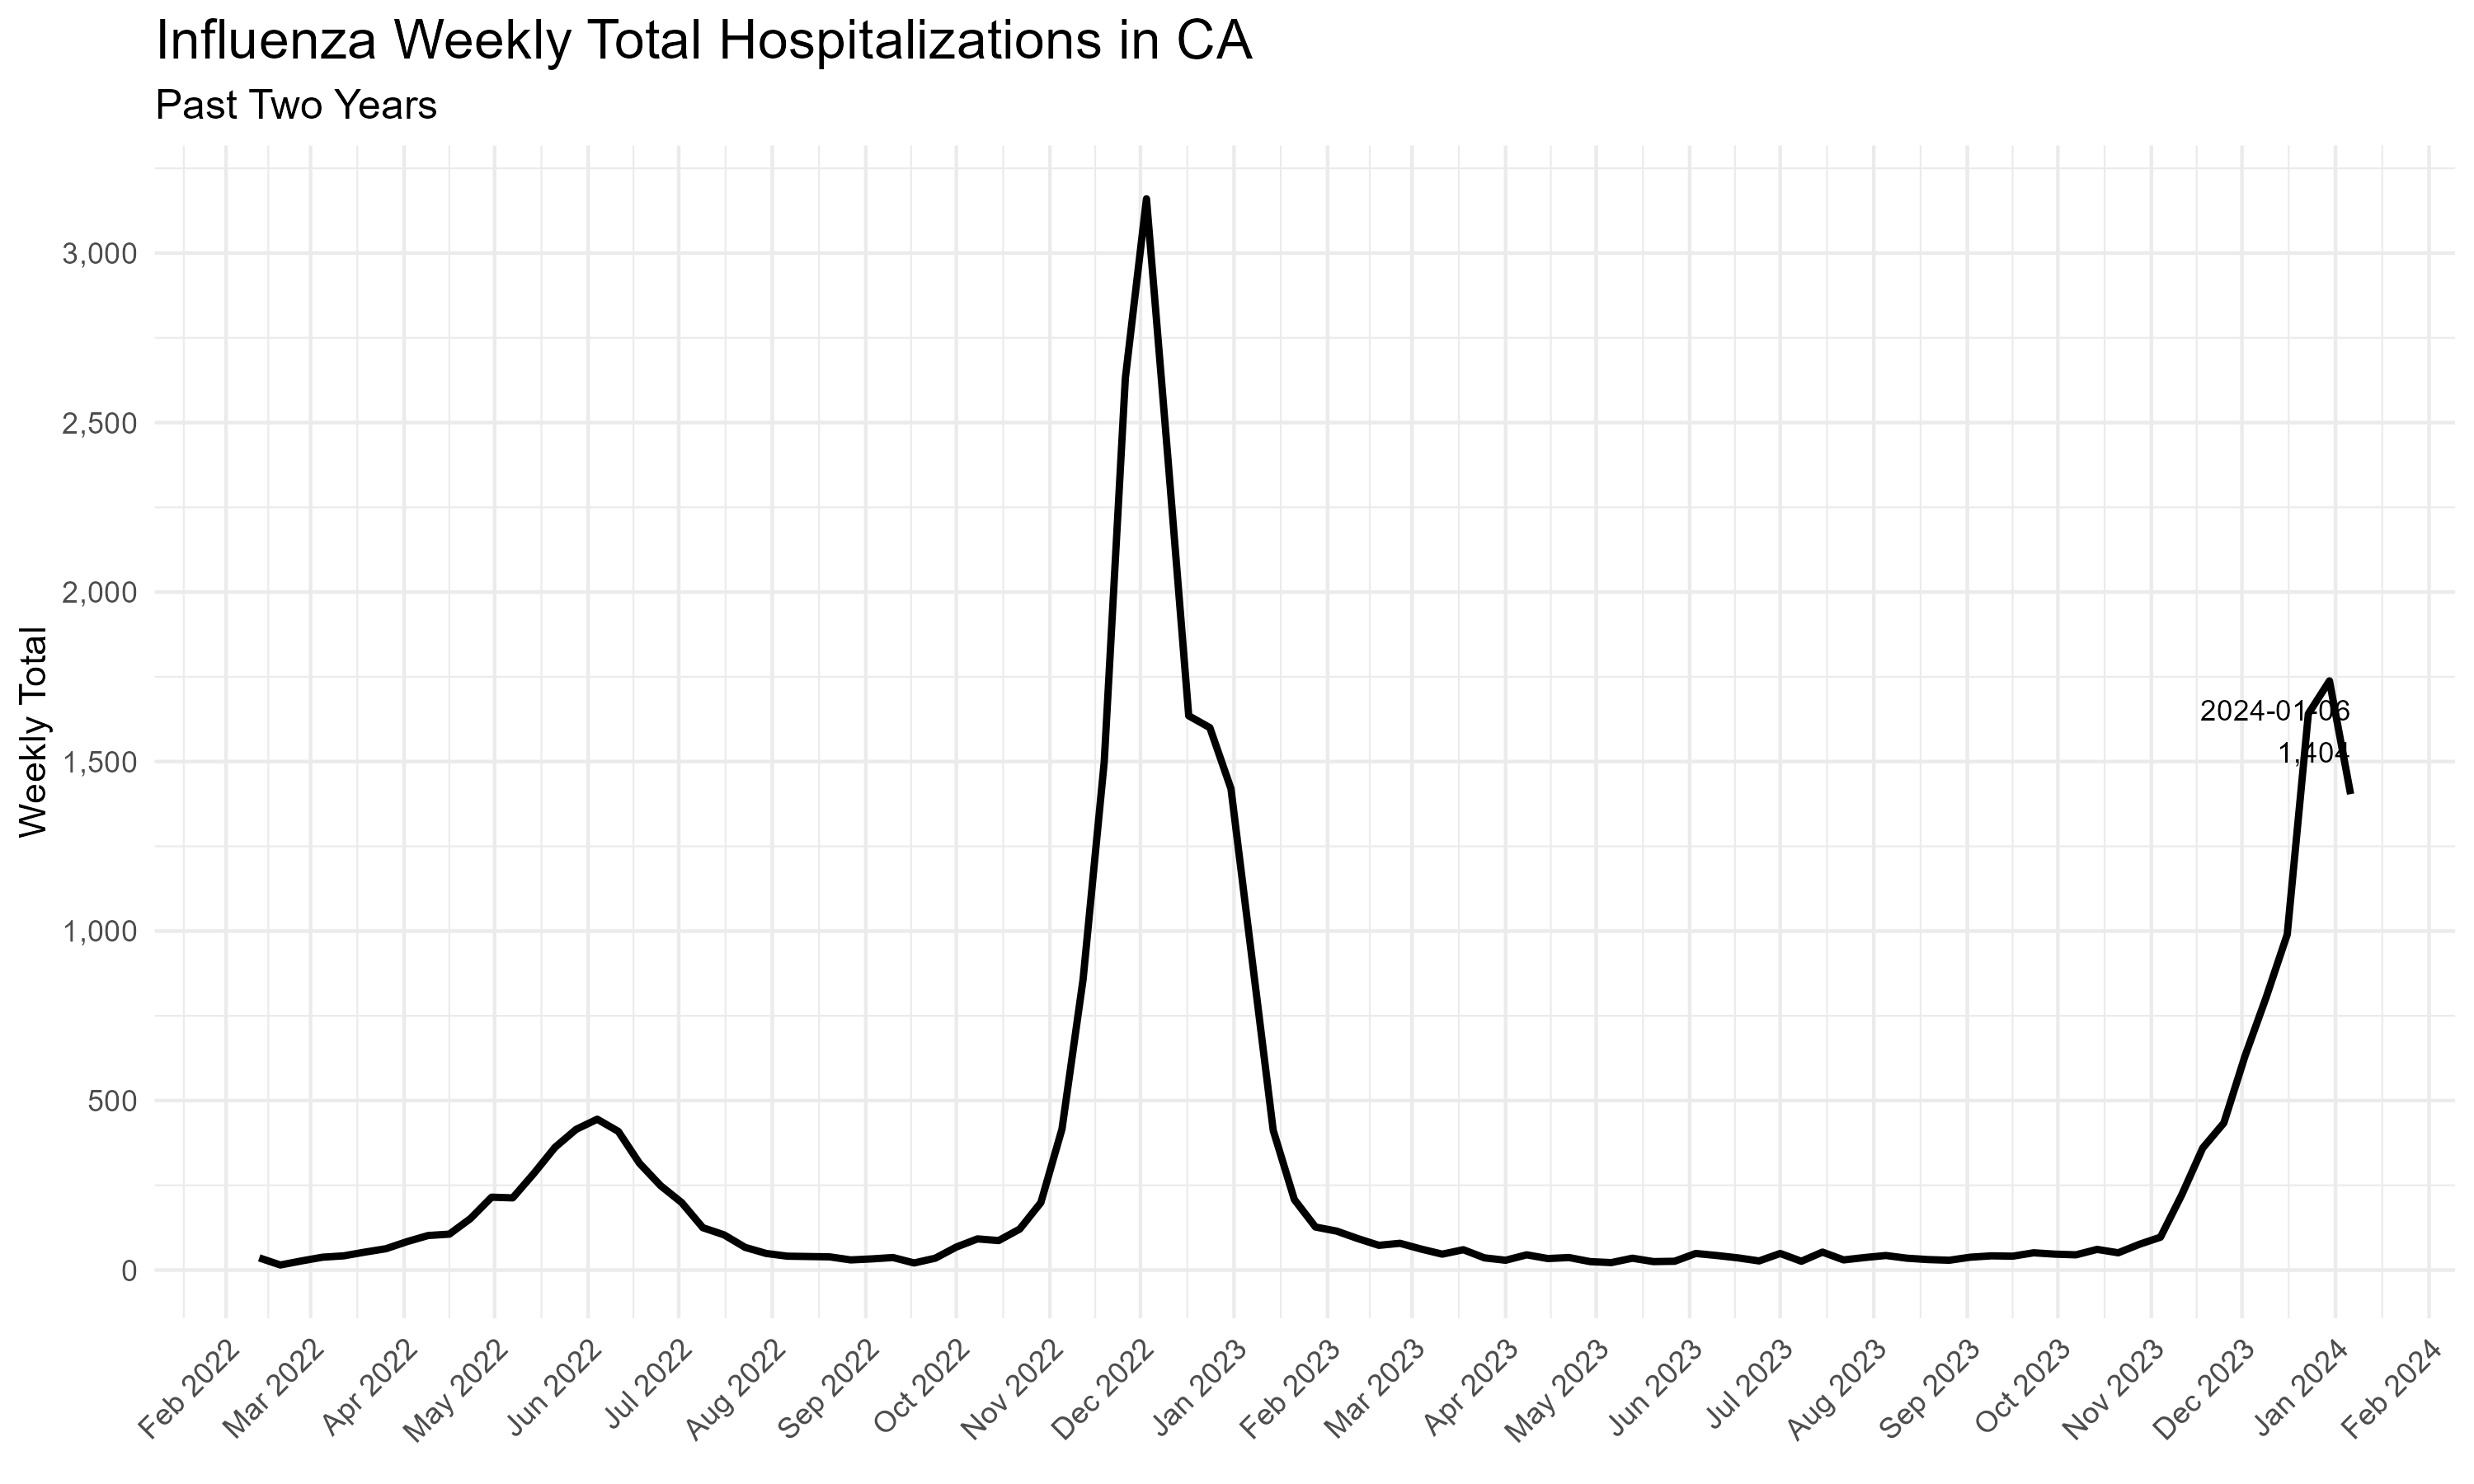 Influenza Weekly Total Hospitalizations in CA
Past Two Years
Weekly Total
3,000
2,500
2,000
1,500
1,000
500
0
2024-01-06
1,404
Feb 2022
Mar 2022
Apr 2022
May 2022
Jun 2022
Jul 2022
Aug 2022
Sep 2022
Oct 2022
Nov 2022
Dec 2022
Jan 2023
Feb 2023
Mar 2023
Apr 2023
May 2023
Jun 2023
Jul 2023
Aug 2023
Sep 2023
Oct 2023
Nov 2023
Dec 2023
Jan 2024
Feb 2024